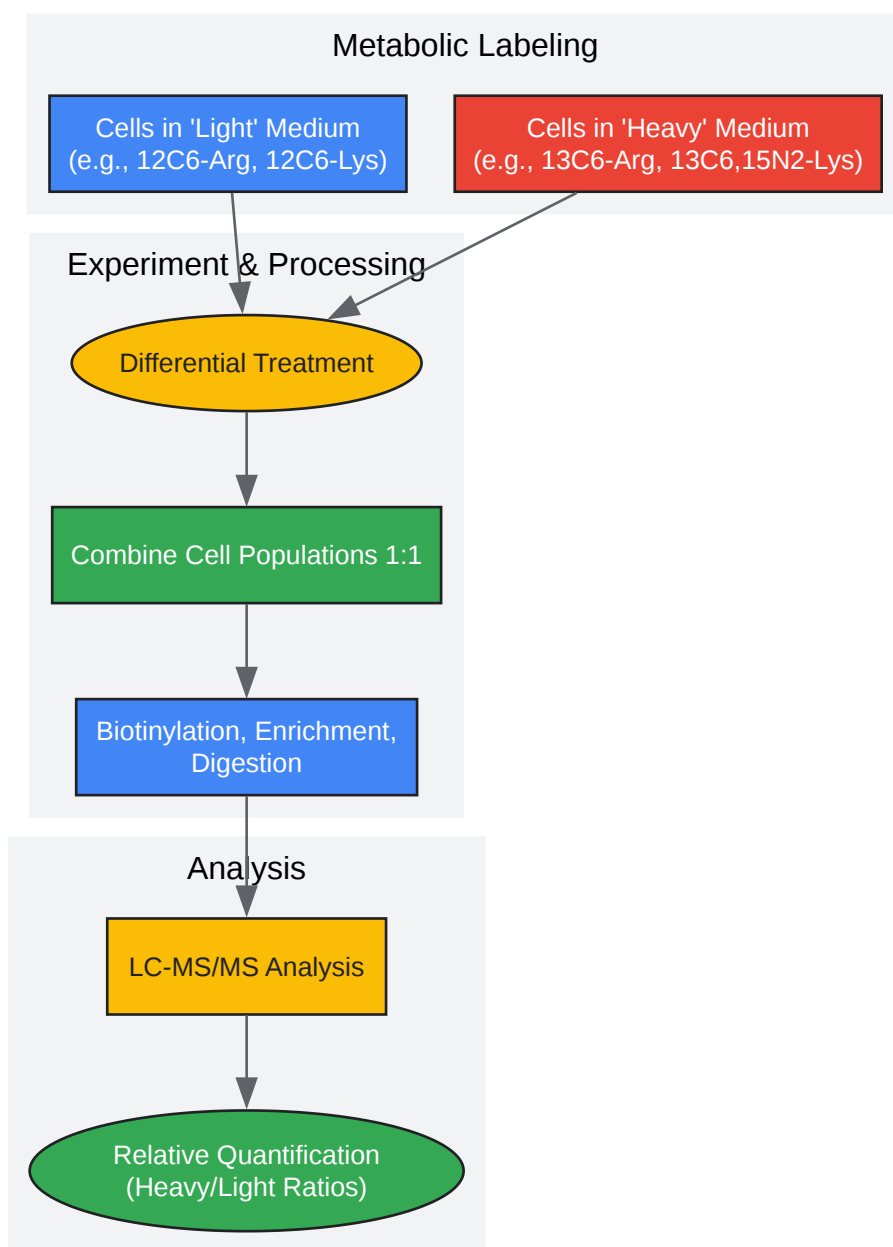 Metabolic Labeling
Cells in 'Light' Medium
(e.g., 12C6-Arg, 12C6-Lys)
Cells in 'Heavy' Medium
(e.g., 13C6-Arg, 13C6,15N2-Lys)
Experiment & Processing
Differential Treatment
Combine Cell Populations 1:1
Biotinylation, Enrichment,
Digestion
Analysis
LC-MS/MS Analysis
Relative Quantification
(Heavy/Light Ratios)